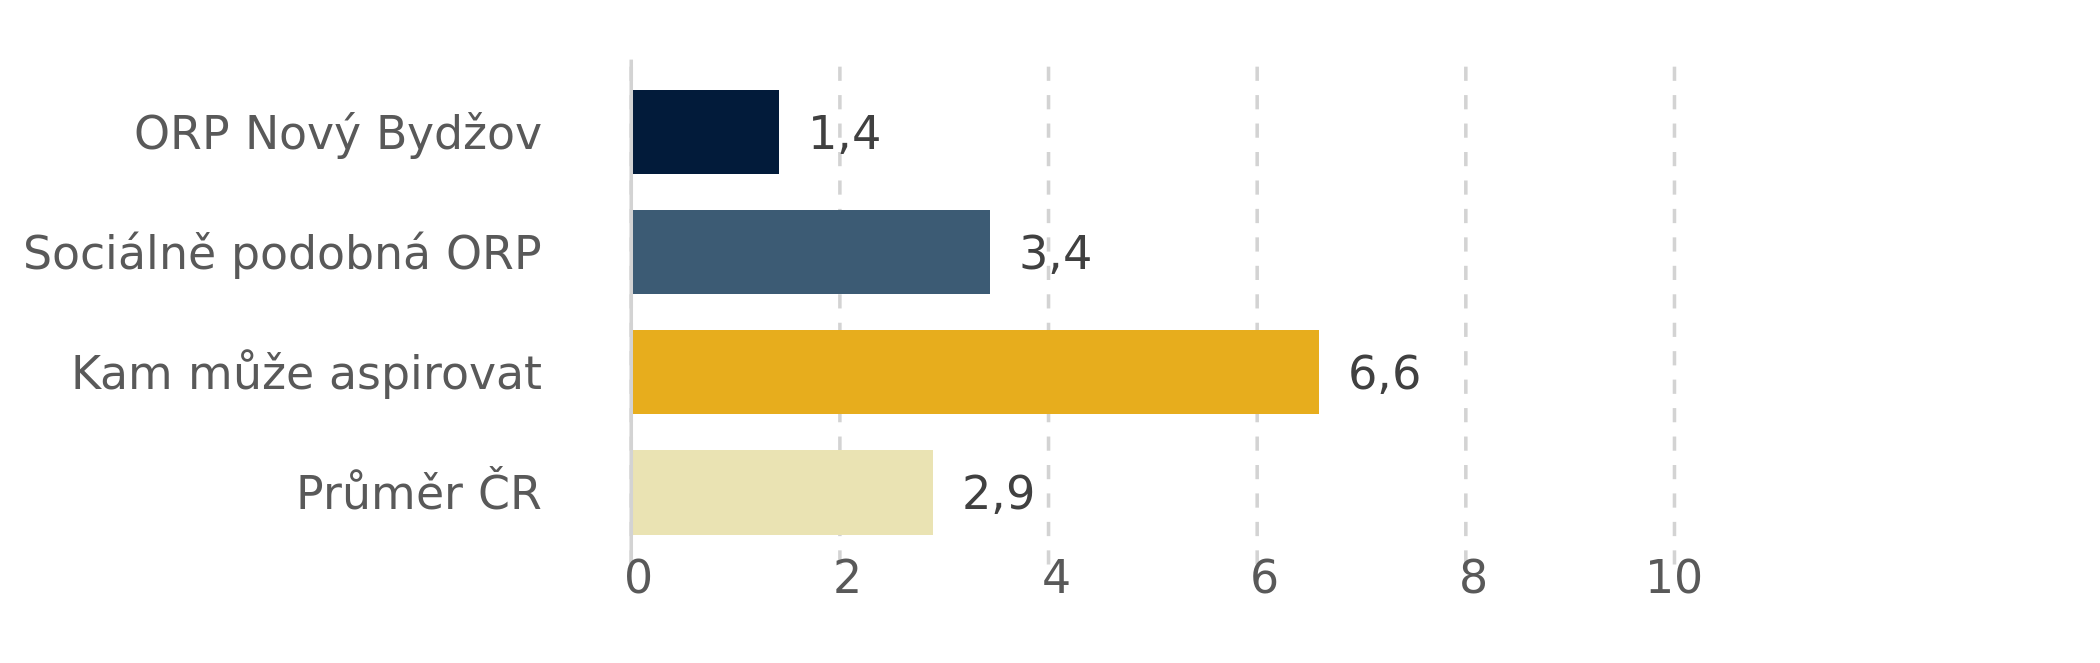 ORP Nový Bydžov 1,4
Sociálně podobná ORP 3,4
Kam může aspirovat 6,6
Průměr ČR 2,9
0 2 4 6 8 10